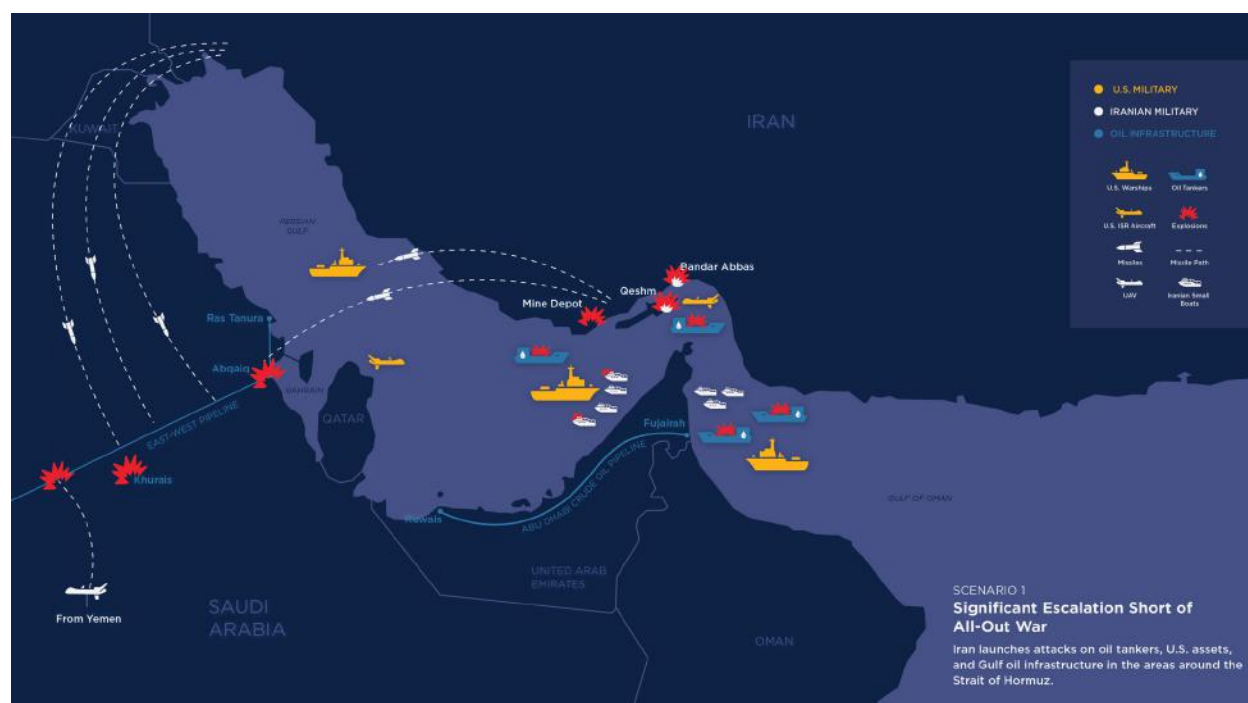 KUWAIT
IRAN
U.S. MILITARY
IRANIAN MILITARY
OIL INFRASTRUCTURE
U.S. Warships
Oil Tankers
U.S. ISR Aircraft
Explosions
Missiles
Missile Path
UAV
Iranian Small
Boats
PERSIAN
GULF
Bandar Abbas
Qeshm
Mine Depot
Ras Tanura
Abqaiq
BAHRAIN
QATAR
EAST-WEST PIPELINE
Khurais
Fujairah
Ruwais
ABU DHABI CRUDE OIL PIPELINE
GULF OF OMAN
UNITED ARAB
EMIRATES
From Yemen
SAUDI
ARABIA
OMAN
SCENARIO 1
Significant Escalation Short of
All-Out War
Iran launches attacks on oil tankers, U.S. assets,
and Gulf oil infrastructure in the areas around the
Strait of Hormuz.